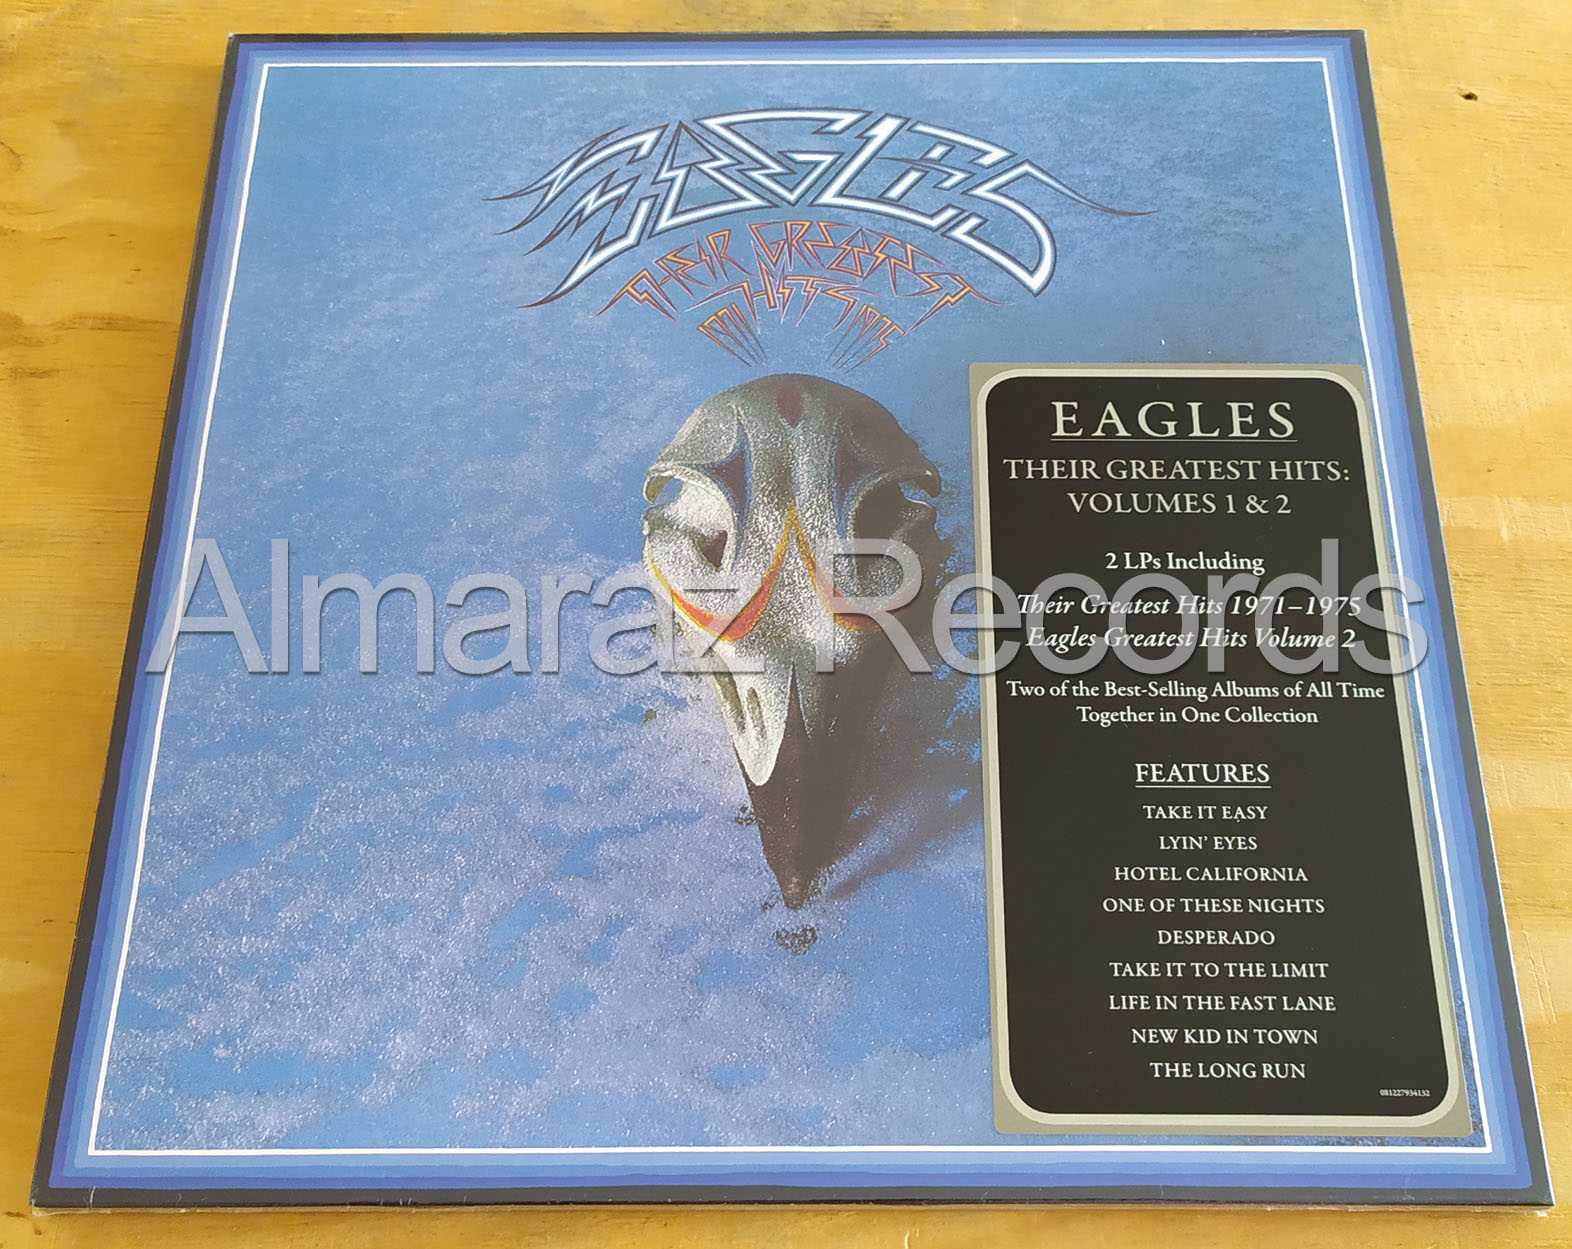 EAGLES
THEIR GREATEST
HITS
1971 1975
EAGLES
THEIR GREATEST HITS:
VOLUMES 1 & 2
2 LPs Including
Their Greatest Hits 1971–1975
Eagles Greatest Hits Volume 2
Almaraz Records
Two of the Best-Selling Albums of All Time
Together in One Collection
FEATURES
TAKE IT EASY
LYIN' EYES
HOTEL CALIFORNIA
ONE OF THESE NIGHTS
DESPERADO
TAKE IT TO THE LIMIT
LIFE IN THE FAST LANE
NEW KID IN TOWN
THE LONG RUN
081227934132